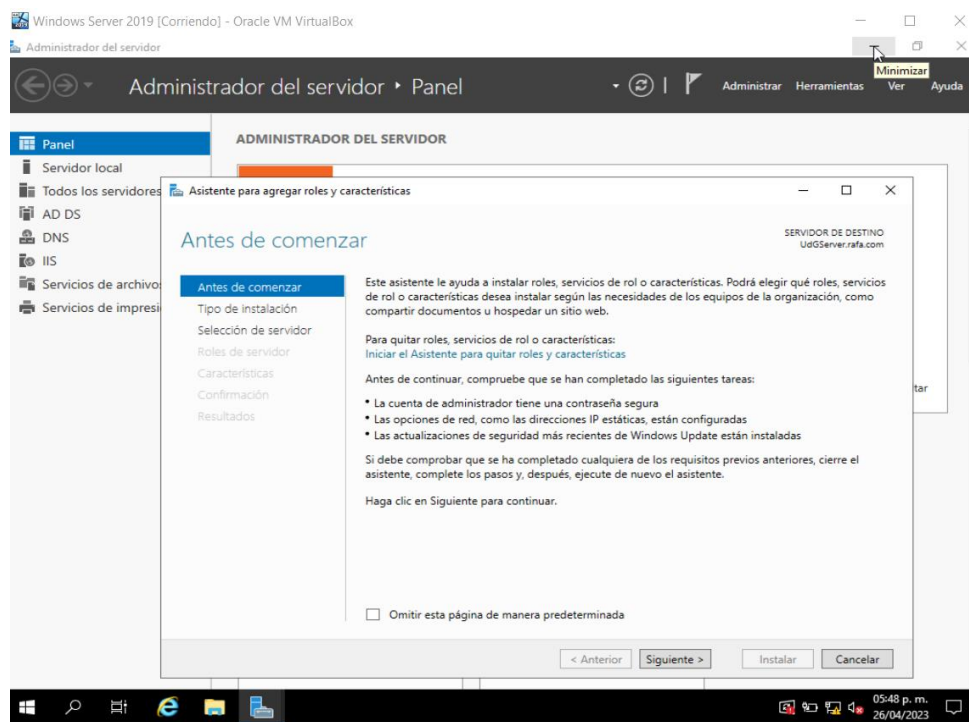 Windows Server 2019 [Corriendo] - Oracle VM VirtualBox
Administrador del servidor
Minimizar
Administrador del servidor ‣ Panel
Administrar Herramientas Ver Ayuda
ADMINISTRADOR DEL SERVIDOR
Panel
Servidor local
Todos los servidores
AD DS
DNS
IIS
Servicios de archivo
Servicios de impresi
tar
Asistente para agregar roles y características
Antes de comenzar
SERVIDOR DE DESTINO
UdGServer.rafa.com
Antes de comenzar
Tipo de instalación
Selección de servidor
Roles de servidor
Características
Confirmación
Resultados
Este asistente le ayuda a instalar roles, servicios de rol o características. Podrá elegir qué roles, servicios
de rol o características desea instalar según las necesidades de los equipos de la organización, como
compartir documentos u hospedar un sitio web.
Para quitar roles, servicios de rol o características:
Iniciar el Asistente para quitar roles y características
Antes de continuar, compruebe que se han completado las siguientes tareas:
• La cuenta de administrador tiene una contraseña segura
• Las opciones de red, como las direcciones IP estáticas, están configuradas
• Las actualizaciones de seguridad más recientes de Windows Update están instaladas
Si debe comprobar que se ha completado cualquiera de los requisitos previos anteriores, cierre el
asistente, complete los pasos y, después, ejecute de nuevo el asistente.
Haga clic en Siguiente para continuar.
Omitir esta página de manera predeterminada
< Anterior Siguiente > Instalar Cancelar
05:48 p. m.
26/04/2023